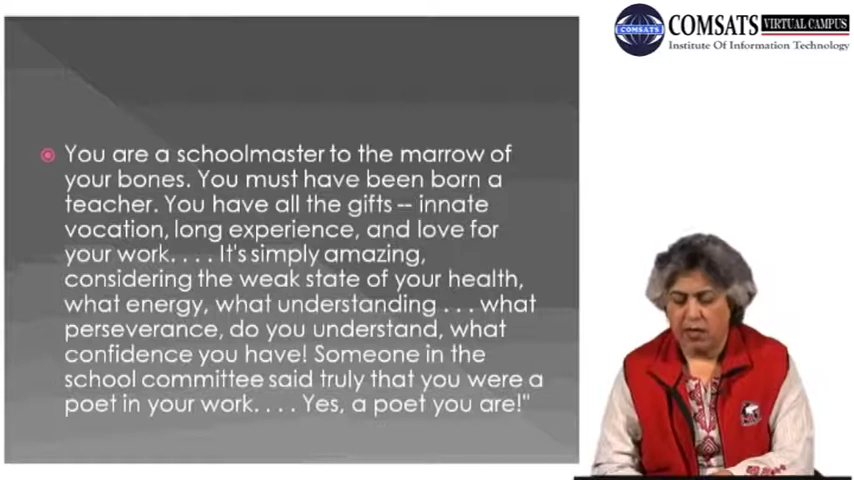 COMSATS VIRTUAL CAMPUS
COMSATS
Institute Of Information Technology
You are a schoolmaster to the marrow of
your bones. You must have been born a
teacher. You have all the gifts -- innate
vocation, long experience, and love for
your work. . . . It's simply amazing,
considering the weak state of your health,
what energy, what understanding . . . what
perseverance, do you understand, what
confidence you have! Someone in the
school committee said truly that you were a
poet in your work. . . . Yes, a poet you are!"